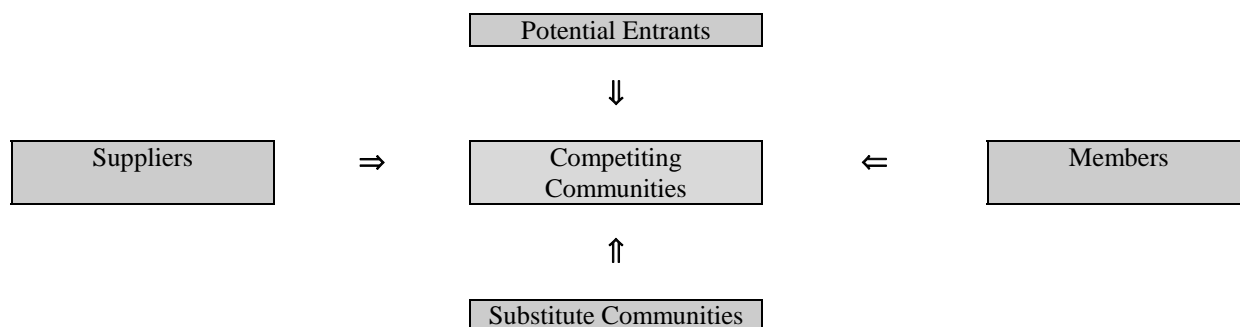 Potential Entrants
⇓
Suppliers ⇒ Competiting ⇐ Members
Communities
⇑
Substitute Communities